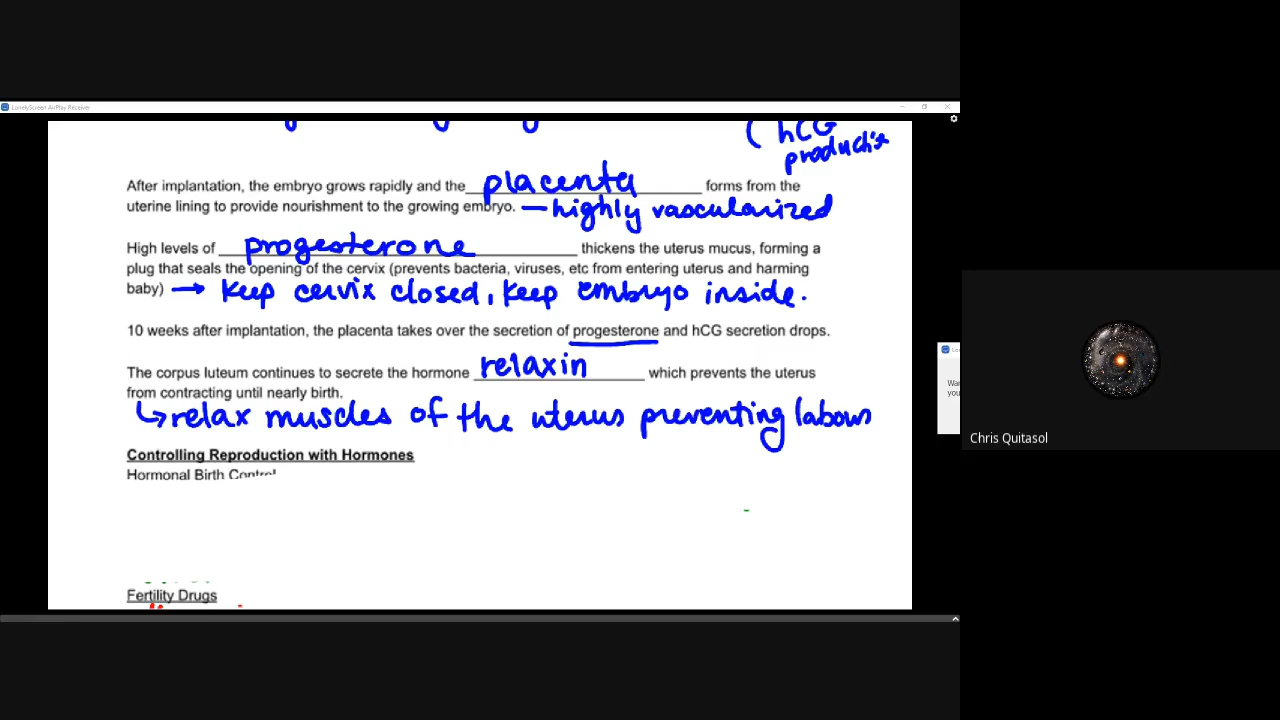 LonelyScreen AirPlay Receiver
( hCG
production
After implantation, the embryo grows rapidly and the placenta forms from the
uterine lining to provide nourishment to the growing embryo. — highly vascularized
High levels of progesterone thickens the uterus mucus, forming a
plug that seals the opening of the cervix (prevents bacteria, viruses, etc from entering uterus and harming
baby) → keep cervix closed, keep embryo inside.
10 weeks after implantation, the placenta takes over the secretion of progesterone and hCG secretion drops.
The corpus luteum continues to secrete the hormone relaxin which prevents the uterus
from contracting until nearly birth.
↳ relax muscles of the uterus preventing labour
Controlling Reproduction with Hormones
Hormonal Birth Control
Fertility Drugs
Chris Quitasol